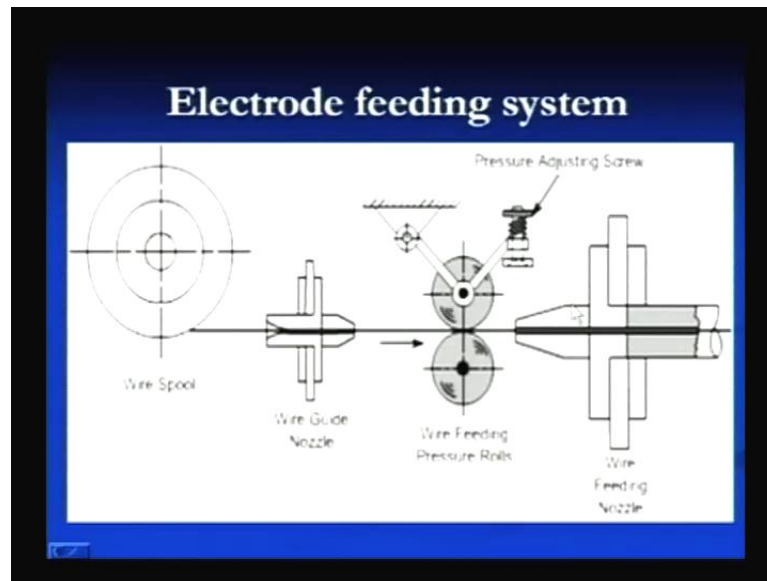 Electrode feeding system
Pressure Adjusting Screw
Wire Spool
Wire Guide
Nozzle
Wire Feeding
Pressure Rolls
Wire
Feeding
Nozzle